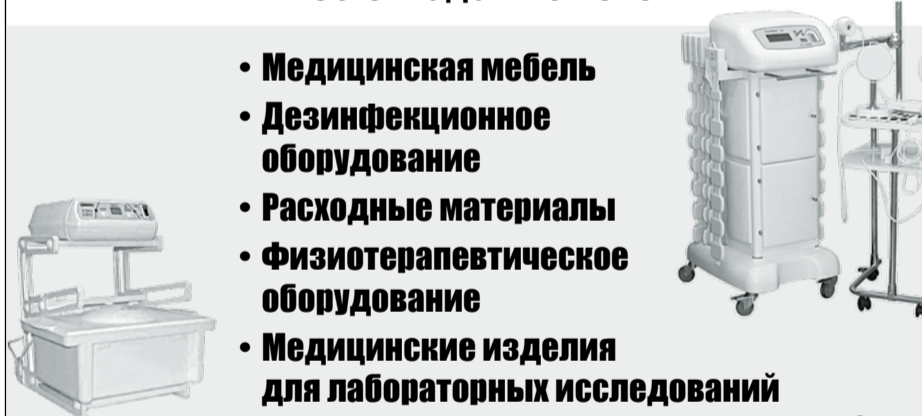 • Медицинская мебель
• Дезинфекционное
оборудование
• Расходные материалы
• Физиотерапевтическое
оборудование
• Медицинские изделия
для лабораторных исследований